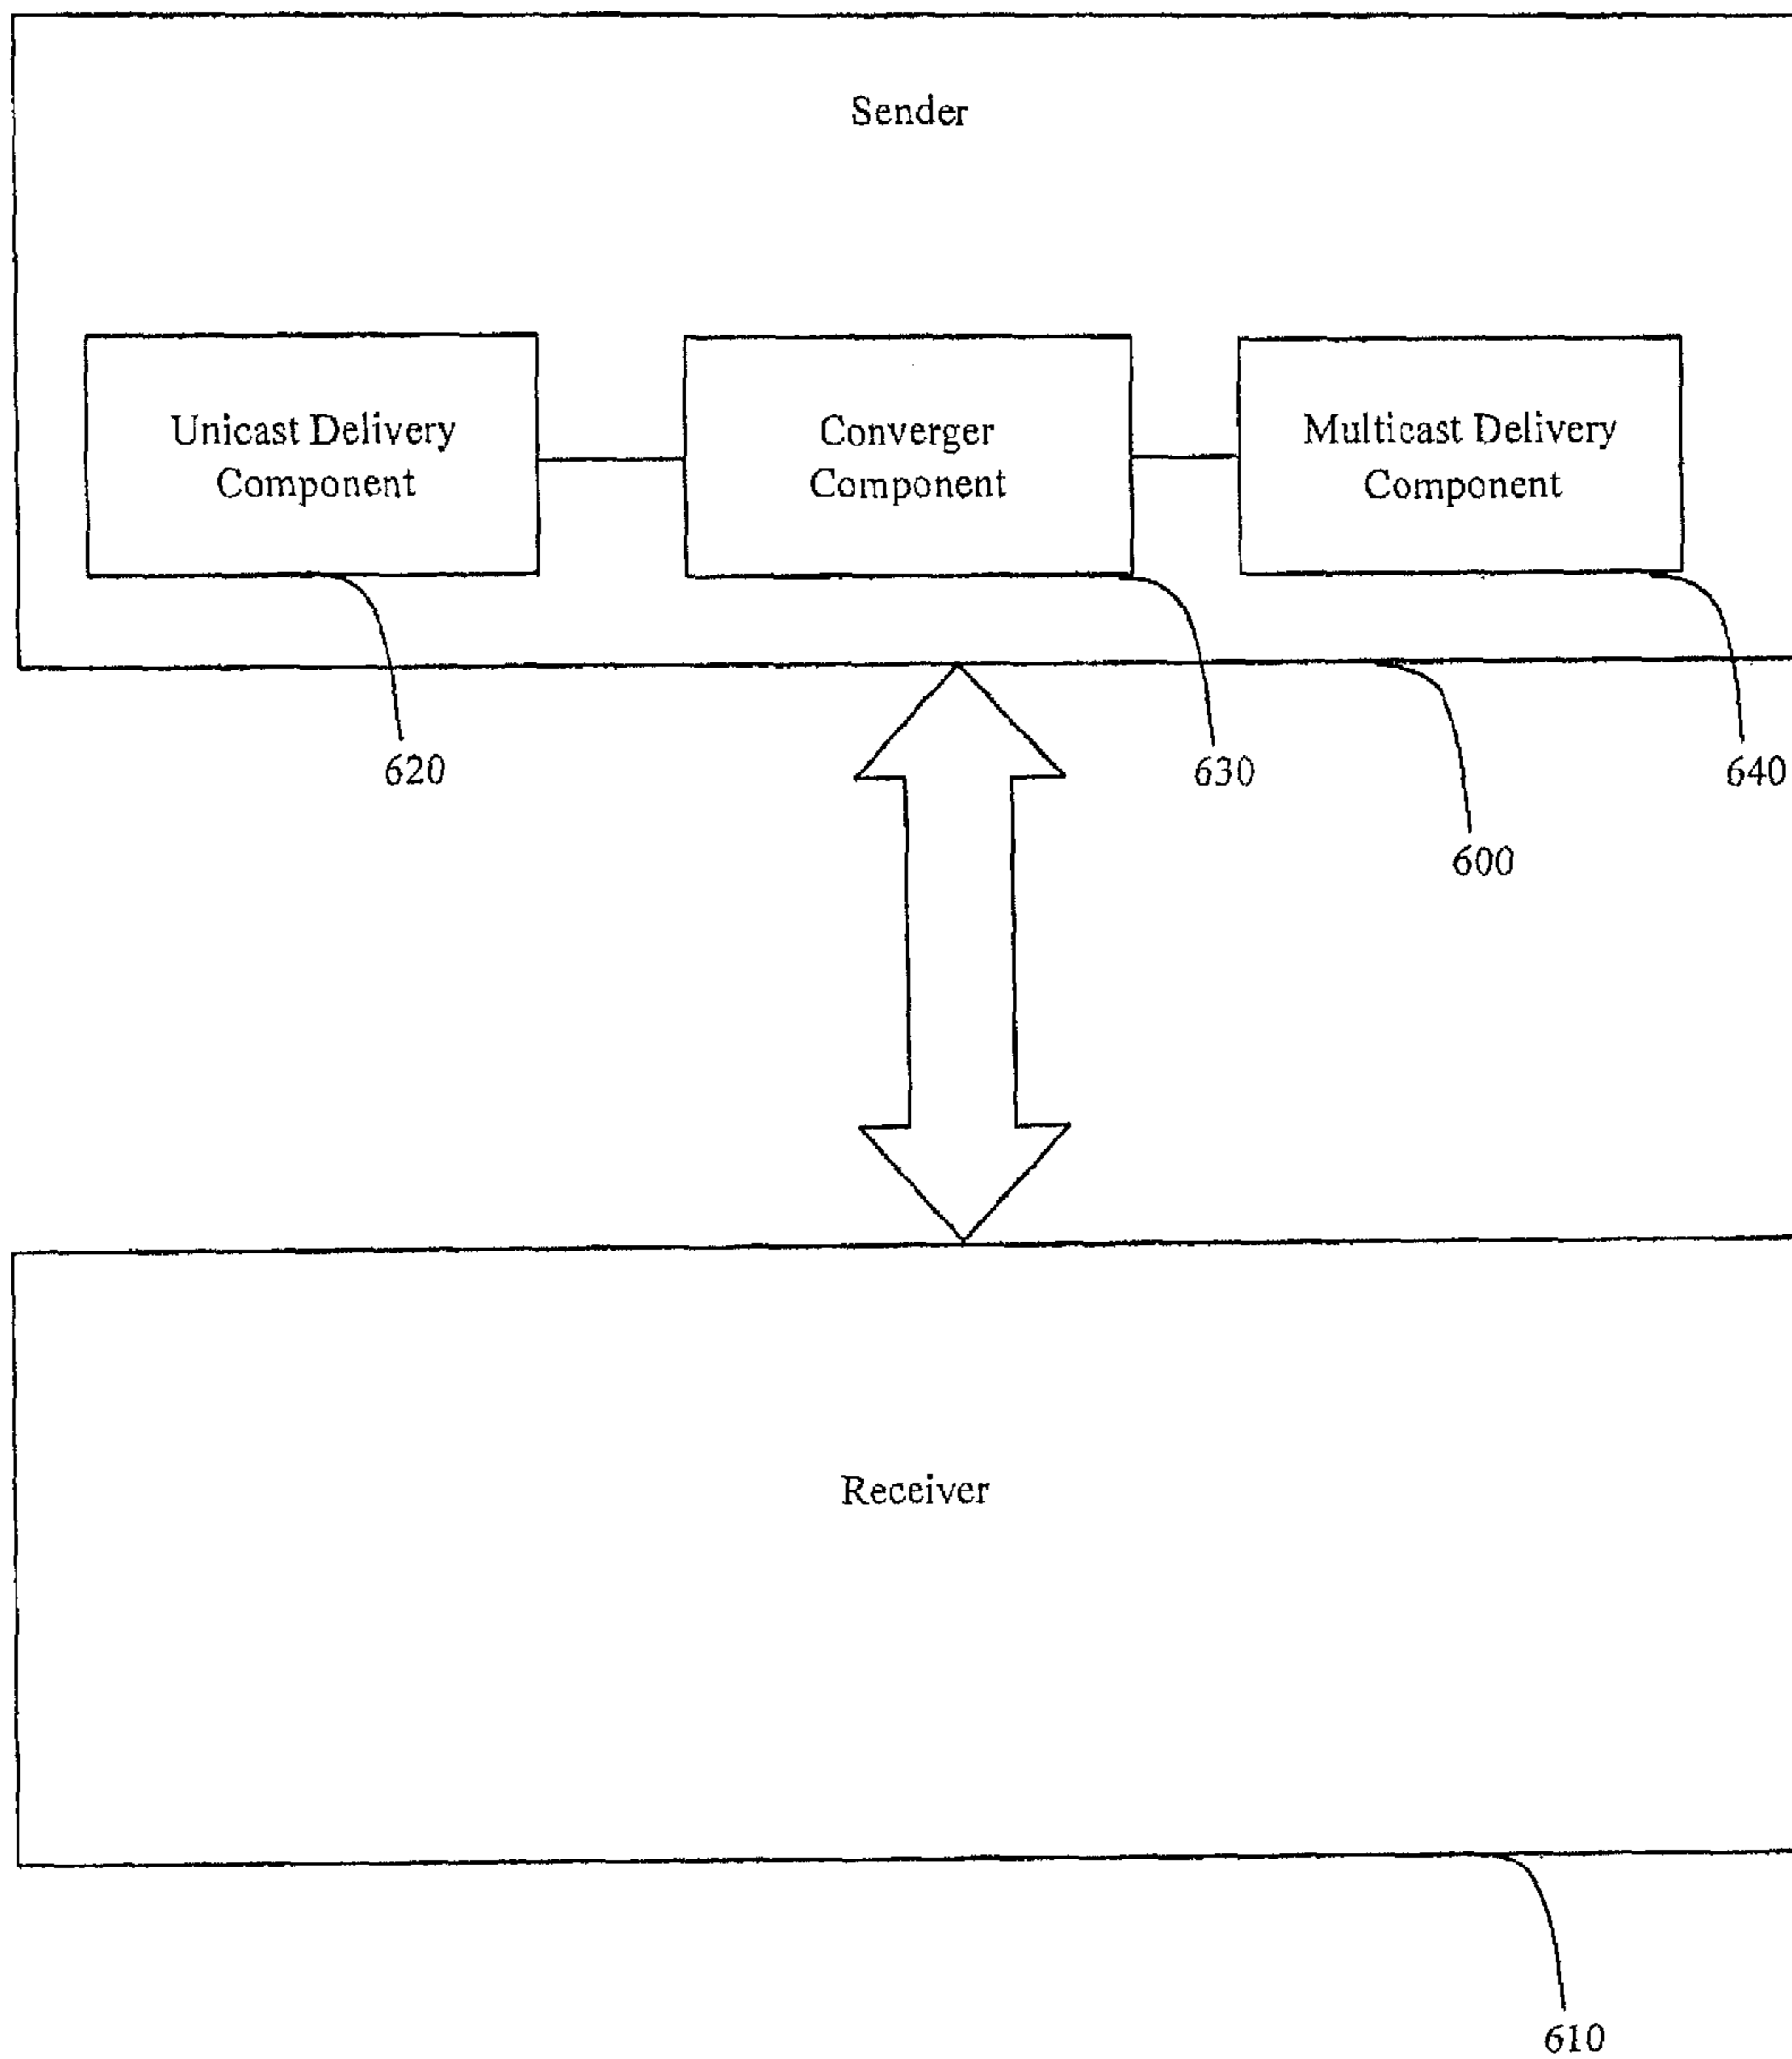 Sender
Unicast Delivery
Component
Converger
Component
Multicast Delivery
Component
620
630
640
600
Receiver
610